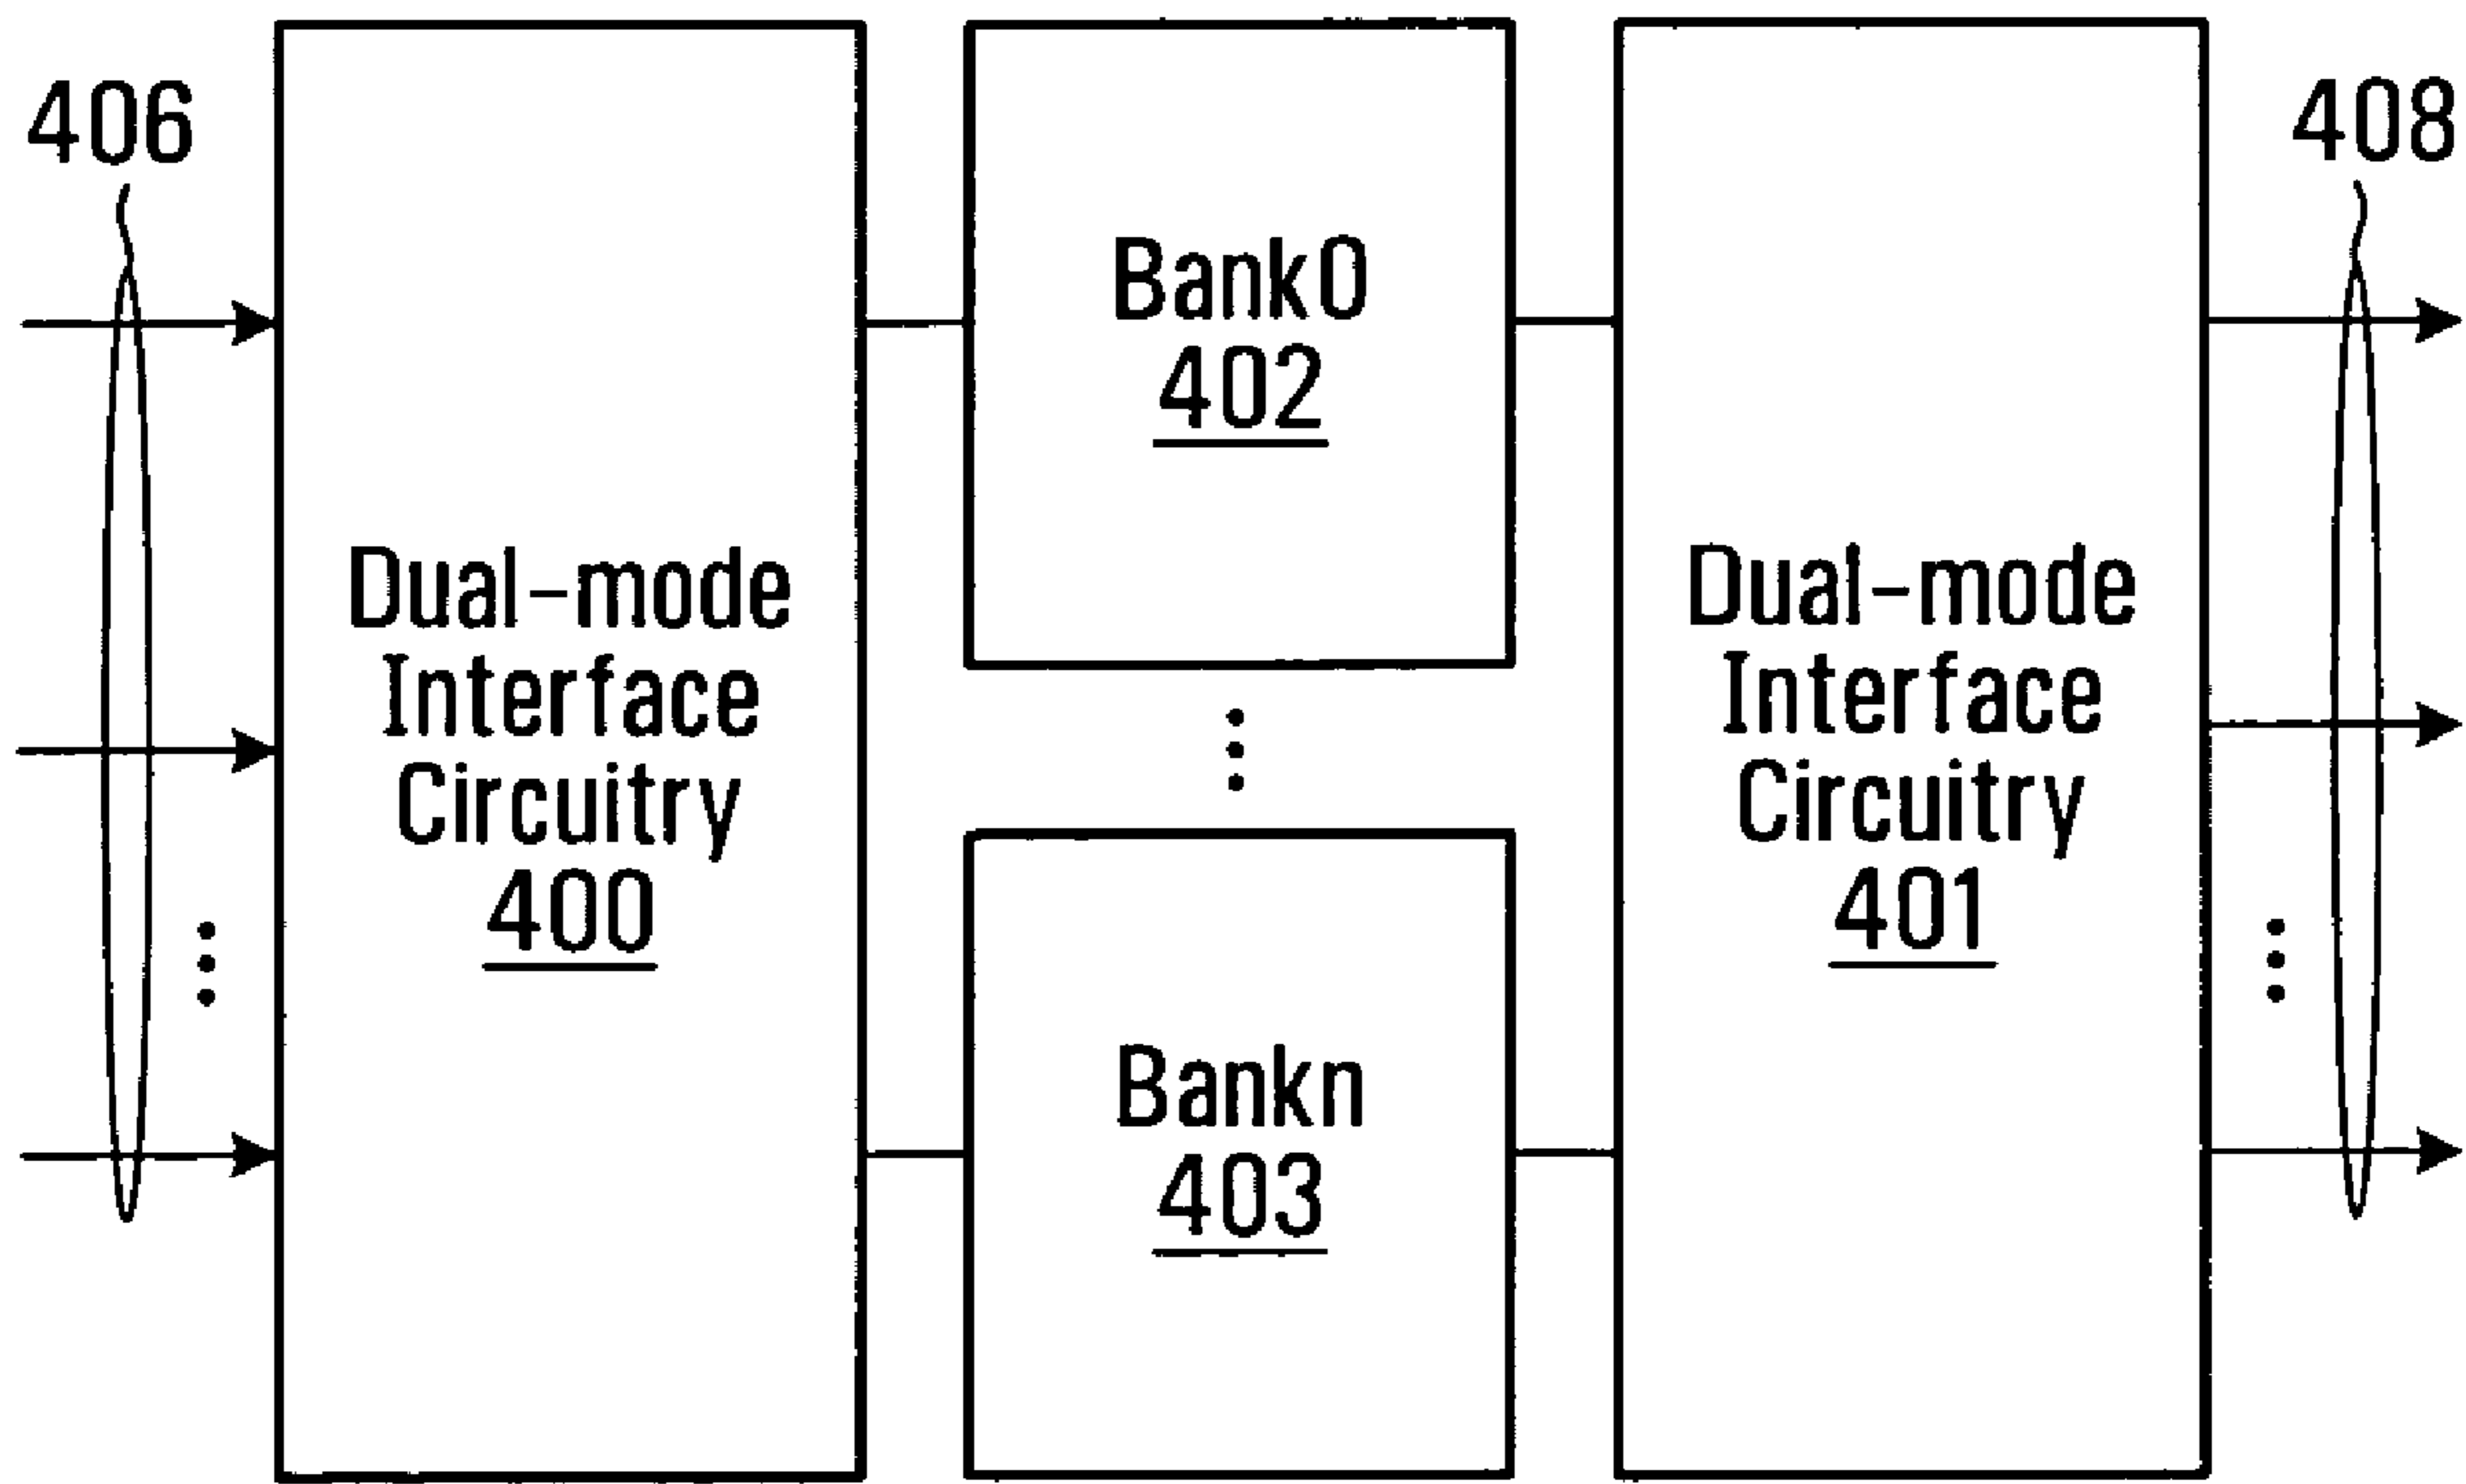 406
408
Bank0
402
Dual-mode
Interface
Circuitry
400
Dual-mode
Interface
Circuitry
401
Bankn
403